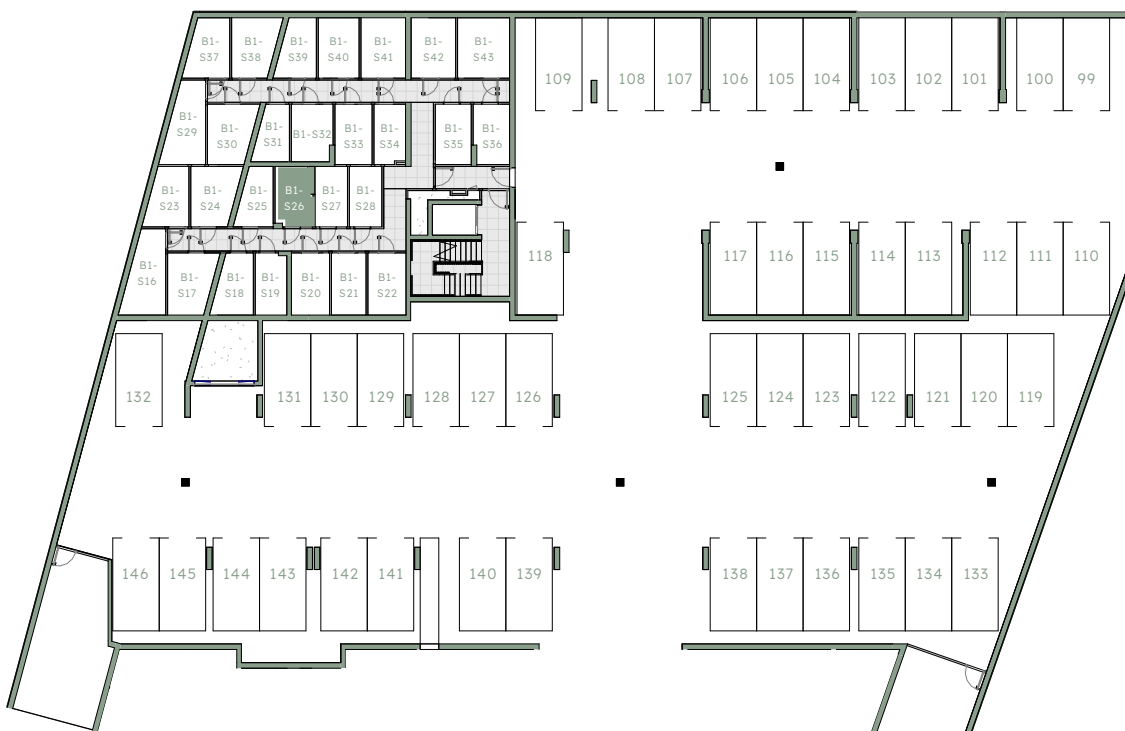 B1-
S37
B1-
S38
B1-
S39
B1-
S40
B1-
S41
B1-
S42
B1-
S43
109
108
107
106
105
104
103
102
101
100
99
B1-
S29
B1-
S30
B1-
S31
B1-S32
B1-
S33
B1-
S34
B1-
S35
B1-
S36
B1-
S23
B1-
S24
B1-
S25
B1-
S26
B1-
S27
B1-
S28
B1-
S16
B1-
S17
B1-
S18
B1-
S19
B1-
S20
B1-
S21
B1-
S22
118
117
116
115
114
113
112
111
110
132
131
130
129
128
127
126
125
124
123
122
121
120
119
146
145
144
143
142
141
140
139
138
137
136
135
134
133